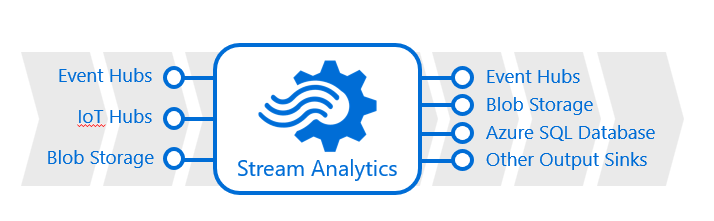 Event Hubs
IoT Hubs
Blob Storage
Stream Analytics
Event Hubs
Blob Storage
Azure SQL Database
Other Output Sinks